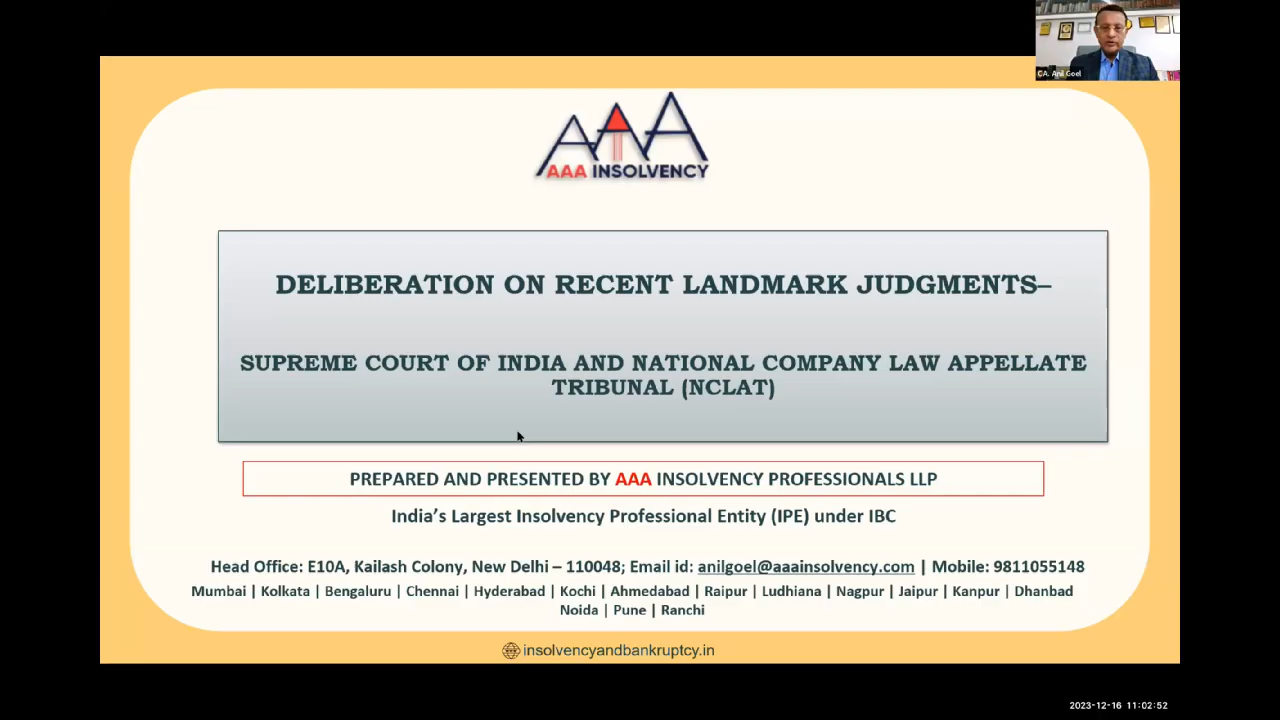 CA. Anil Goel
AAA INSOLVENCY
DELIBERATION ON RECENT LANDMARK JUDGMENTS–
SUPREME COURT OF INDIA AND NATIONAL COMPANY LAW APPELLATE
TRIBUNAL (NCLAT)
PREPARED AND PRESENTED BY AAA INSOLVENCY PROFESSIONALS LLP
India's Largest Insolvency Professional Entity (IPE) under IBC
Head Office: E10A, Kailash Colony, New Delhi – 110048; Email id: anilgoel@aaainsolvency.com | Mobile: 9811055148
Mumbai | Kolkata | Bengaluru | Chennai | Hyderabad | Kochi | Ahmedabad | Raipur | Ludhiana | Nagpur | Jaipur | Kanpur | Dhanbad
Noida | Pune | Ranchi
insolvencyandbankruptcy.in
2023-12-16 11:02:52